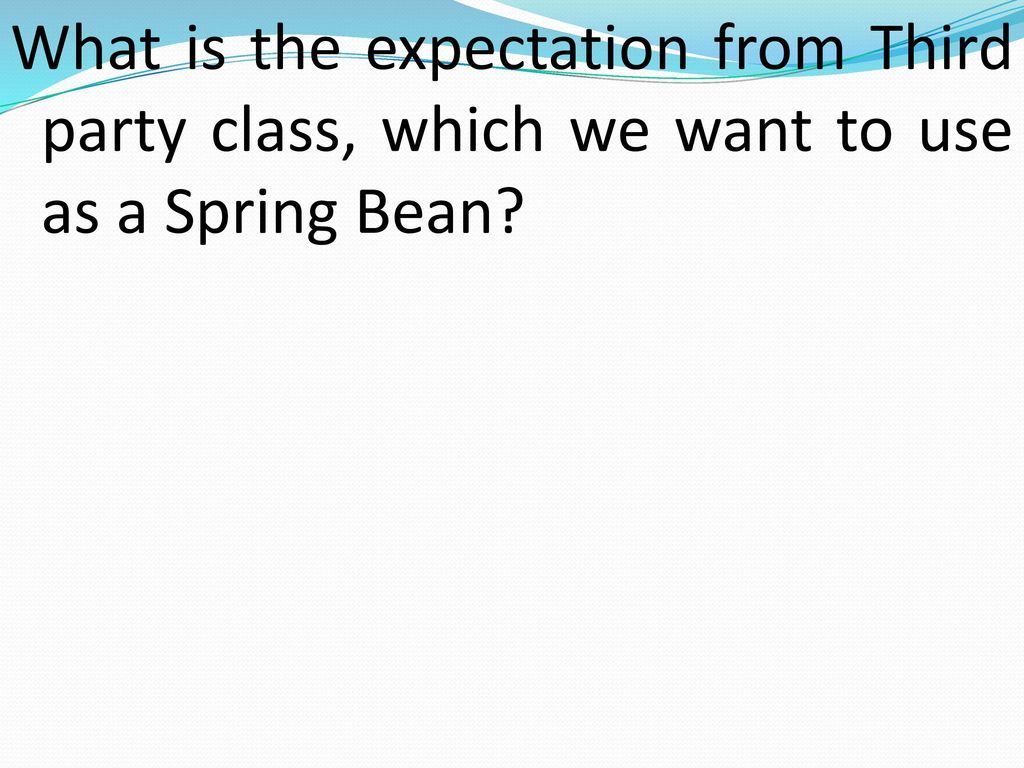 What is the expectation from Third
party class, which we want to use
as a Spring Bean?